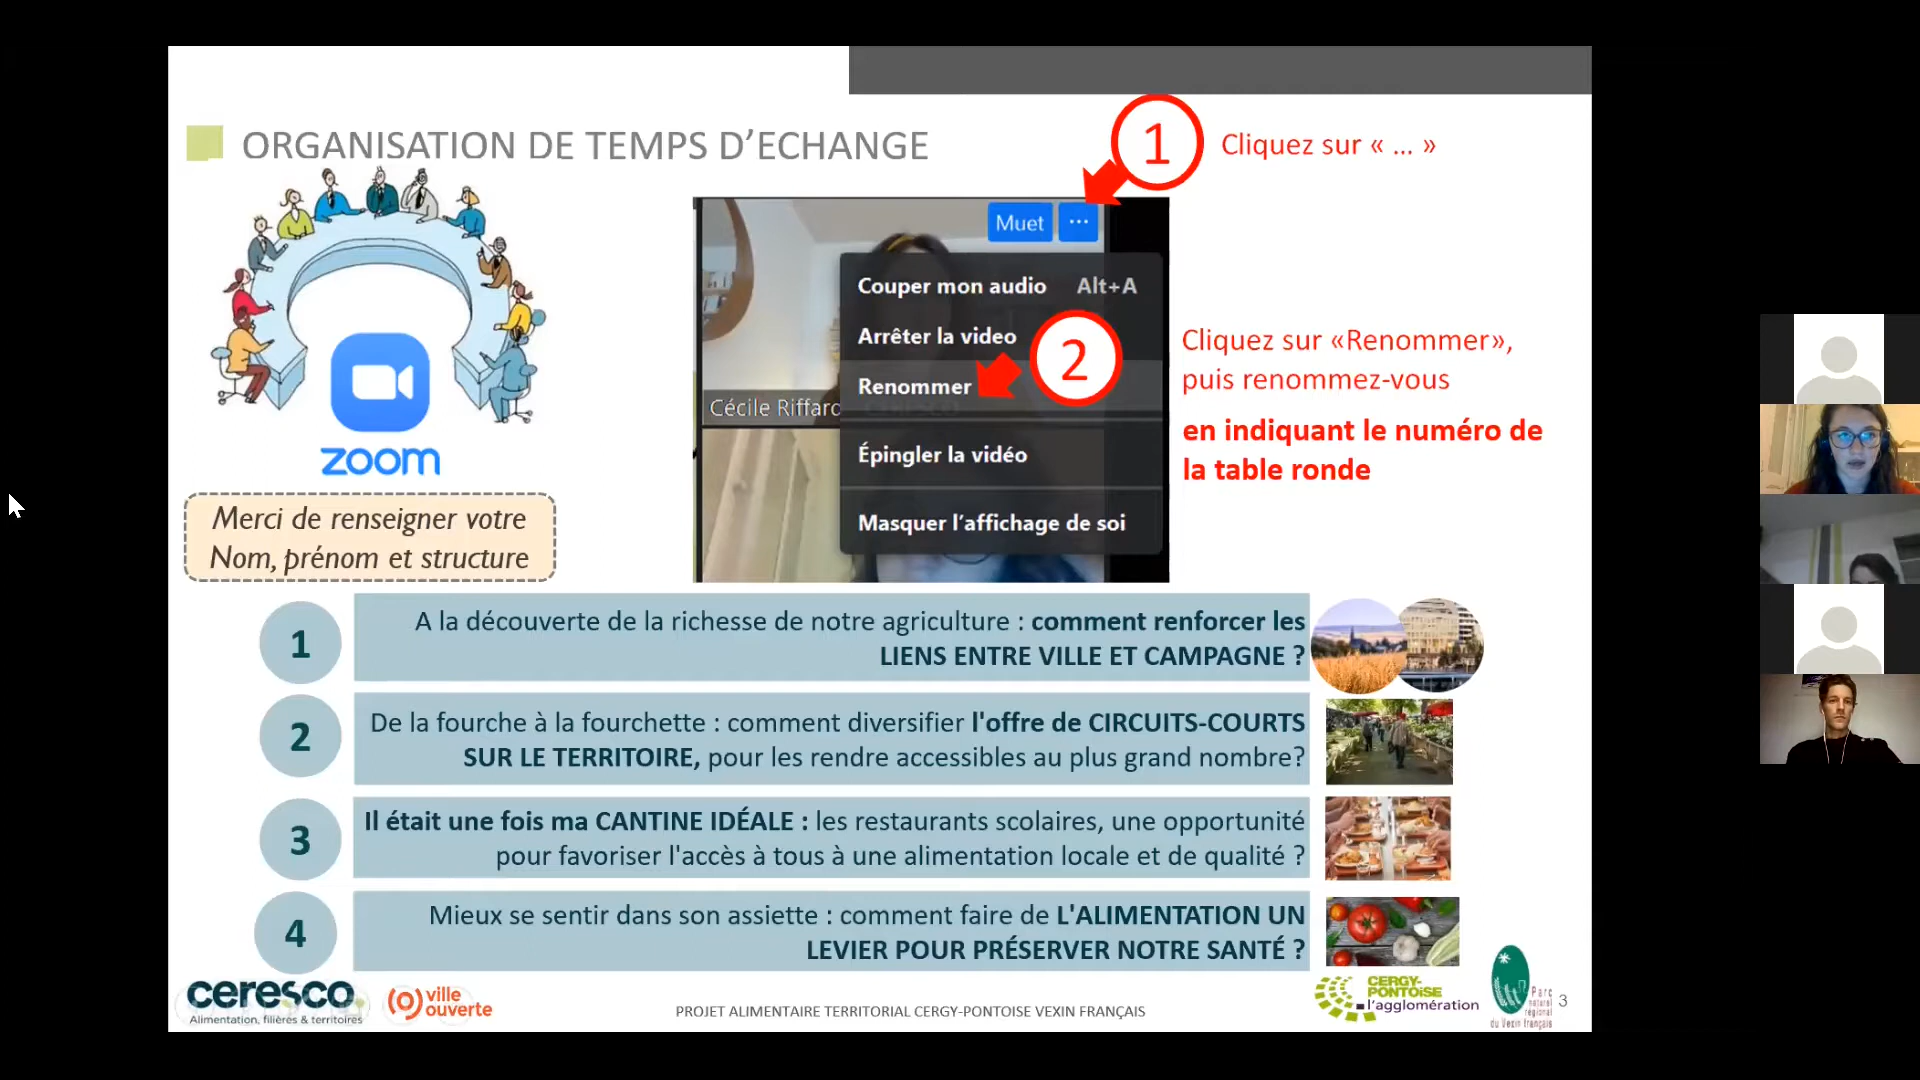 ORGANISATION DE TEMPS D’ECHANGE
1
Cliquez sur « ... »
Muet ...
Couper mon audio Alt+A
Arrêter la video
2
Renommer
Cécile Riffard
Épingler la vidéo
Masquer l’affichage de soi
Cliquez sur «Renommer»,
puis renommez-vous
en indiquant le numéro de
la table ronde
zoom
Merci de renseigner votre
Nom, prénom et structure
1
A la découverte de la richesse de notre agriculture : comment renforcer les
LIENS ENTRE VILLE ET CAMPAGNE ?
2
De la fourche à la fourchette : comment diversifier l'offre de CIRCUITS-COURTS
SUR LE TERRITOIRE, pour les rendre accessibles au plus grand nombre?
3
Il était une fois ma CANTINE IDÉALE : les restaurants scolaires, une opportunité
pour favoriser l'accès à tous à une alimentation locale et de qualité ?
4
Mieux se sentir dans son assiette : comment faire de L'ALIMENTATION UN
LEVIER POUR PRÉSERVER NOTRE SANTÉ ?
ceresco
Alimentation, filières & territoires
ville
ouverte
PROJET ALIMENTAIRE TERRITORIAL CERGY-PONTOISE VEXIN FRANÇAIS
CERGY-
PONTOISE
l'agglomération
Parc
naturel
régional
du Vexin français
3